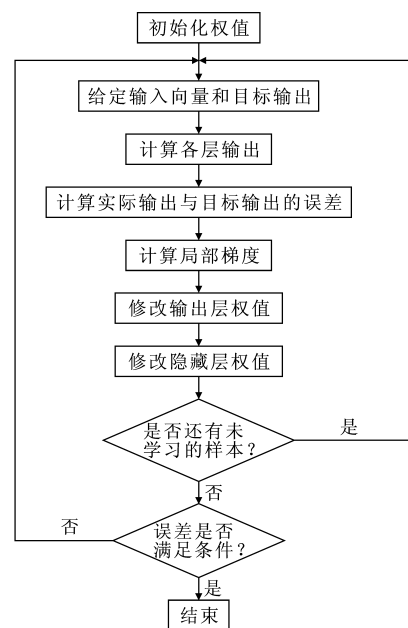 初始化权值
给定输入向量和目标输出
计算各层输出
计算实际输出与目标输出的误差
计算局部梯度
修改输出层权值
修改隐藏层权值
是否还有未
学习的样本？
是
否
误差是否
满足条件？
否
是
结束